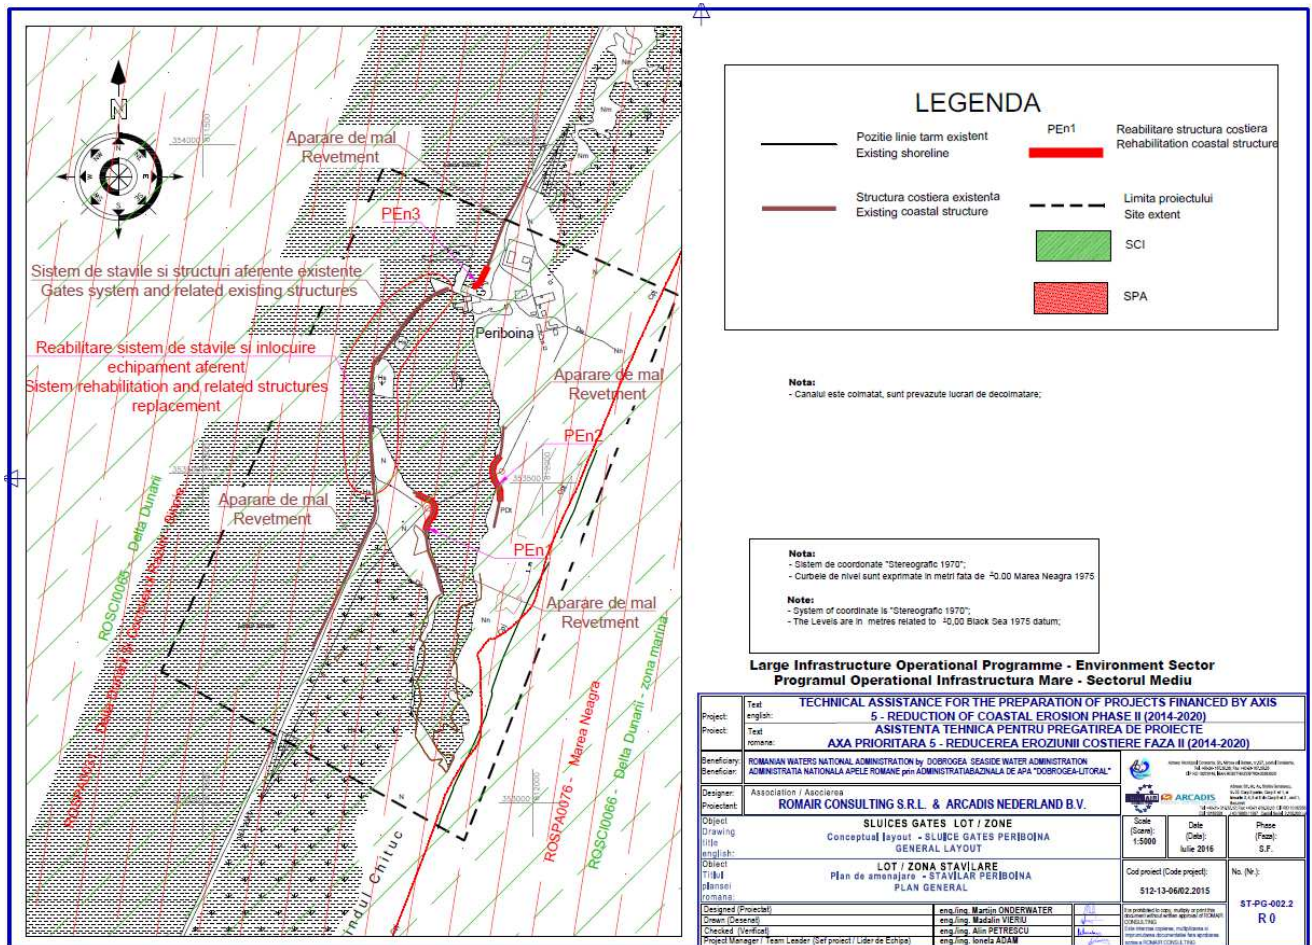 N
Aparare de mal
Revetment
PEn3
Sistem de stavile si structuri aferente existente
Gates system and related existing structures
Periboina
Reabilitare sistem de stavile si inlocuire
echipament aferent
Sistem rehabilitation and related structures
replacement
Aparare de mal
Revetment
PEn2
Aparare de mal
Revetment
PEn1
Aparare de mal
Revetment
ROSCI0065 - Delta Dunarii
ROSPA0076 - Marea Neagra
ROSCI0066 - Delta Dunarii - zona marina
354000
353500
353000
LEGENDA
Pozitie linie tarm existent
Existing shoreline
PEn1
Reabilitare structura costiera
Rehabilitation coastal structure
Structura costiera existenta
Existing coastal structure
Limita proiectului
Site extent
SCI
SPA
Nota:
- Canalul este colmatat, sunt prevazute lucrari de decolmatare;
Nota:
- Sistem de coordonate "Stereografic 1970";
- Curbele de nivel sunt exprimate in metri fata de ±0.00 Marea Neagra 1975
Note:
- System of coordinate is "Stereografic 1970";
- The Levels are in metres related to ±0,00 Black Sea 1975 datum;
Large Infrastructure Operational Programme - Environment Sector
Programul Operational Infrastructura Mare - Sectorul Mediu
Project:
Text english:
TECHNICAL ASSISTANCE FOR THE PREPARATION OF PROJECTS FINANCED BY AXIS
5 - REDUCTION OF COASTAL EROSION PHASE II (2014-2020)
Project:
Text romana:
ASISTENTA TEHNICA PENTRU PREGATIREA DE PROIECTE
AXA PRIORITARA 5 - REDUCEREA EROZIUNII COSTIERE FAZA II (2014-2020)
Beneficiary:
ROMANIAN WATERS NATIONAL ADMINISTRATION by DOBROGEA SEASIDE WATER ADMINISTRATION
Beneficiar:
ADMINISTRATIA NATIONALA APELE ROMANE prin ADMINISTRATIA BAZINALA DE APA "DOBROGEA-LITORAL"
Designer:
Proiectant:
Association / Asocierea
ROMAIR CONSULTING S.R.L. & ARCADIS NEDERLAND B.V.
ARCADIS
Object
Drawing
title
english:
SLUICES GATES LOT / ZONE
Conceptual layout - SLUICE GATES PERIBOINA
GENERAL LAYOUT
Scale
(Scara):
1:5000
Date
(Data):
Iulie 2016
Phase
(Faza):
S.F.
Obiect
Titlul
plansei
romana:
LOT / ZONA STAVILARE
Plan de amenajare - STAVILAR PERIBOINA
PLAN GENERAL
Cod proiect (Code project):
512-13-06/02.2015
No. (Nr.):
ST-PG-002.2
R 0
Designed (Proiectat)
eng./ing. Martijn ONDERWATER
Drawn (Desenat)
eng./ing. Madalin VIERIU
Checked (Verificat)
eng./ing. Alin PETRESCU
Project Manager / Team Leader (Sef proiect / Lider de Echipa)
eng./ing. Ionela ADAM